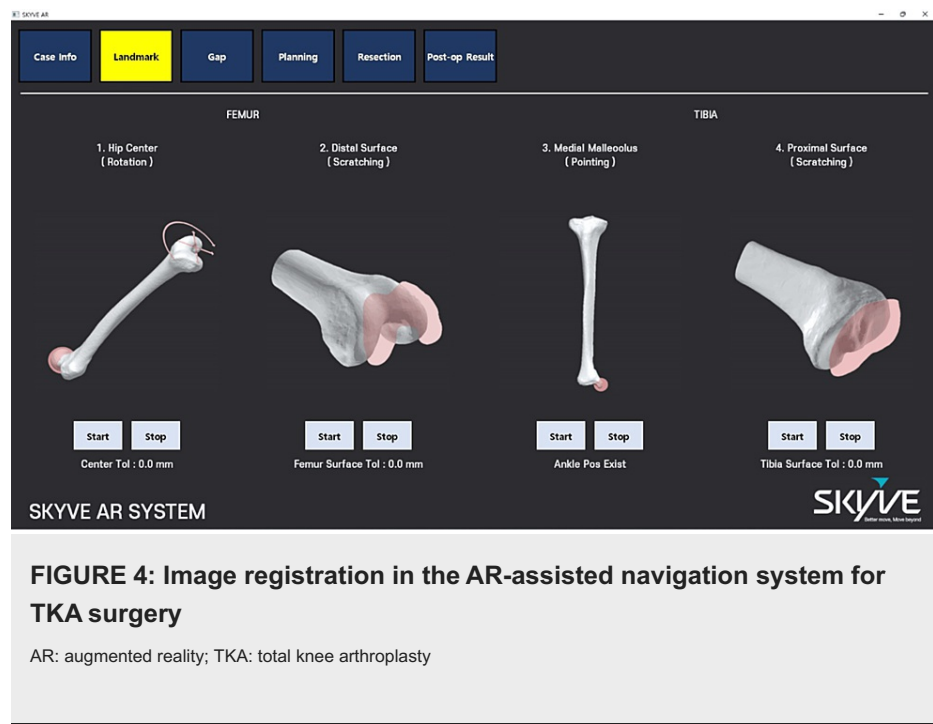 SKYVE AR
Case Info
Landmark
Gap
Planning
Resection
Post-op Result
FEMUR
TIBIA
1. Hip Center
( Rotation )
2. Distal Surface
( Scratching )
3. Medial Malleolus
( Pointing )
4. Proximal Surface
( Scratching )
Start
Stop
Start
Stop
Start
Stop
Start
Stop
Center Tol : 0.0 mm
Femur Surface Tol : 0.0 mm
Ankle Pos Exist
Tibia Surface Tol : 0.0 mm
SKYVE AR SYSTEM
SKYVE
Better move, Move beyond
FIGURE 4: Image registration in the AR-assisted navigation system for
TKA surgery
AR: augmented reality; TKA: total knee arthroplasty